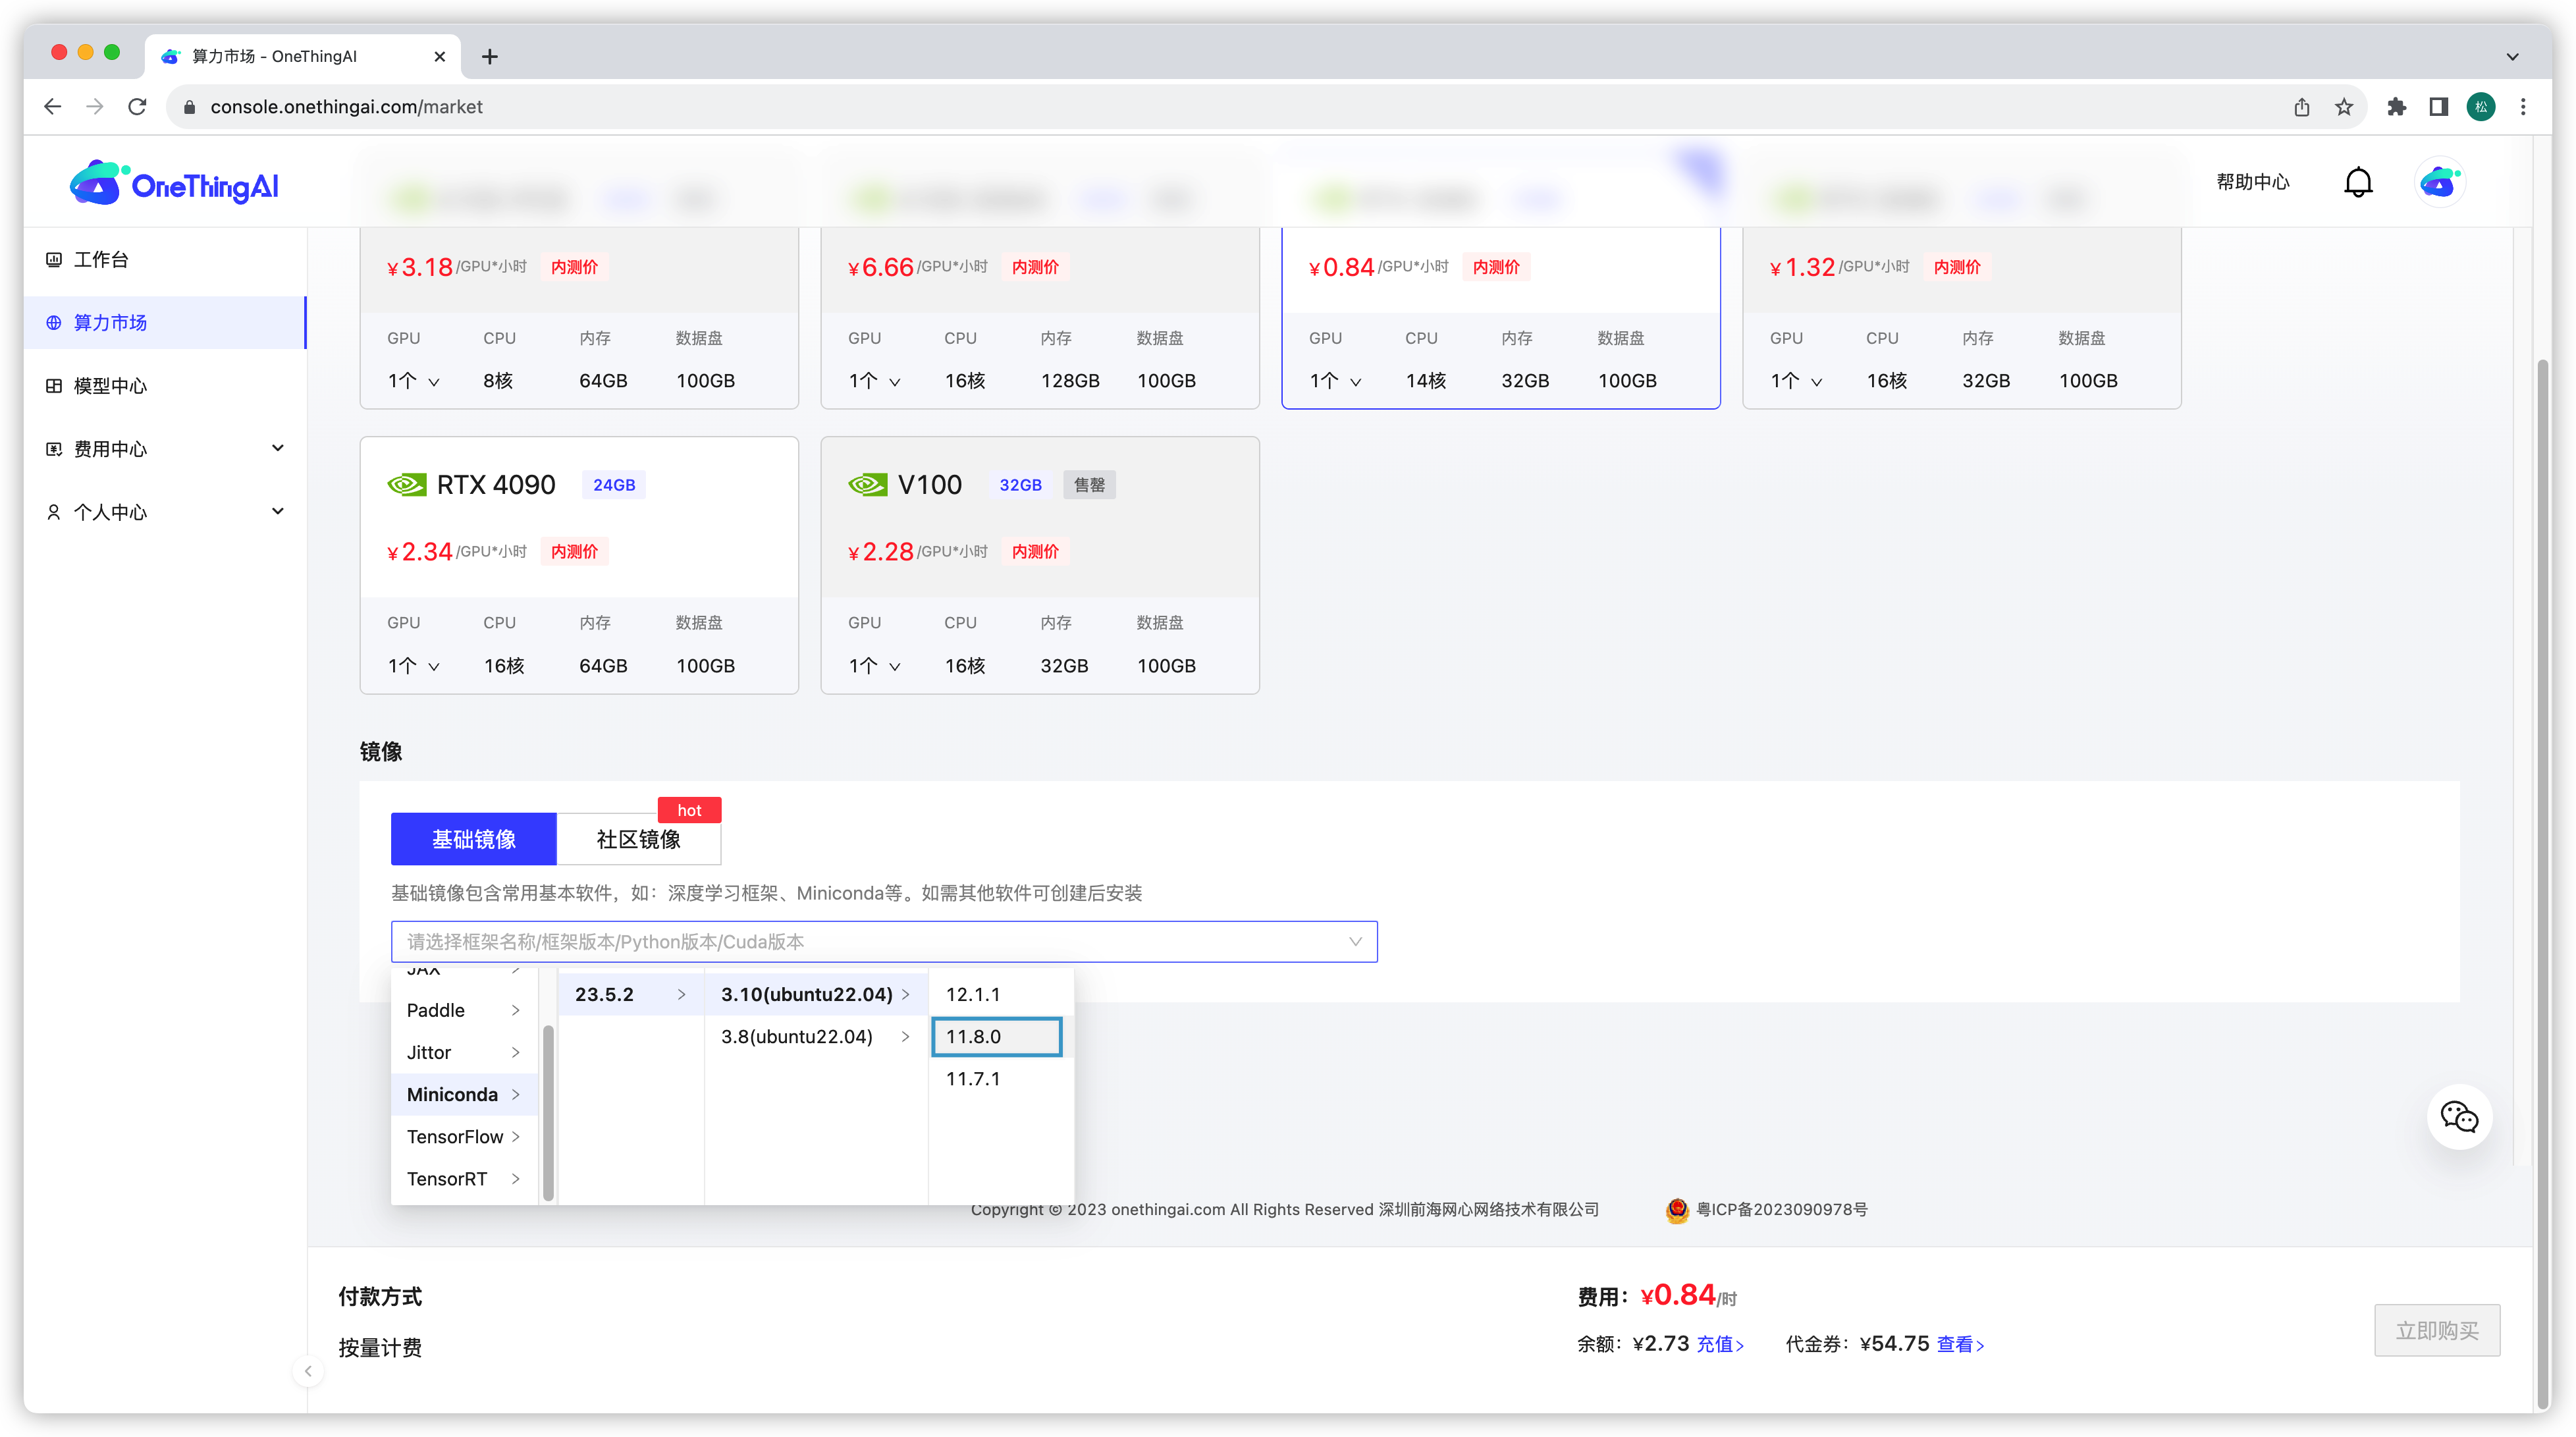 算力市场 - OneThingAI
console.onethingai.com/market
松
OneThingAI
帮助中心
工作台
算力市场
模型中心
费用中心
个人中心
¥3.18/GPU*小时 内测价
GPU CPU 内存 数据盘
1个 8核 64GB 100GB
¥6.66/GPU*小时 内测价
GPU CPU 内存 数据盘
1个 16核 128GB 100GB
¥0.84/GPU*小时 内测价
GPU CPU 内存 数据盘
1个 14核 32GB 100GB
¥1.32/GPU*小时 内测价
GPU CPU 内存 数据盘
1个 16核 32GB 100GB
RTX 4090 24GB
¥2.34/GPU*小时 内测价
GPU CPU 内存 数据盘
1个 16核 64GB 100GB
V100 32GB 售罄
¥2.28/GPU*小时 内测价
GPU CPU 内存 数据盘
1个 16核 32GB 100GB
镜像
hot
基础镜像 社区镜像
基础镜像包含常用基本软件，如：深度学习框架、Miniconda等。如需其他软件可创建后安装
请选择框架名称/框架版本/Python版本/Cuda版本
JAX
Paddle
Jittor
Miniconda
TensorFlow
TensorRT
23.5.2
3.10(ubuntu22.04)
3.8(ubuntu22.04)
12.1.1
11.8.0
11.7.1
Copyright © 2023 onethingai.com All Rights Reserved 深圳前海网心网络技术有限公司 粤ICP备2023090978号
付款方式
按量计费
费用：¥0.84/时
余额：¥2.73 充值> 代金券：¥54.75 查看>
立即购买